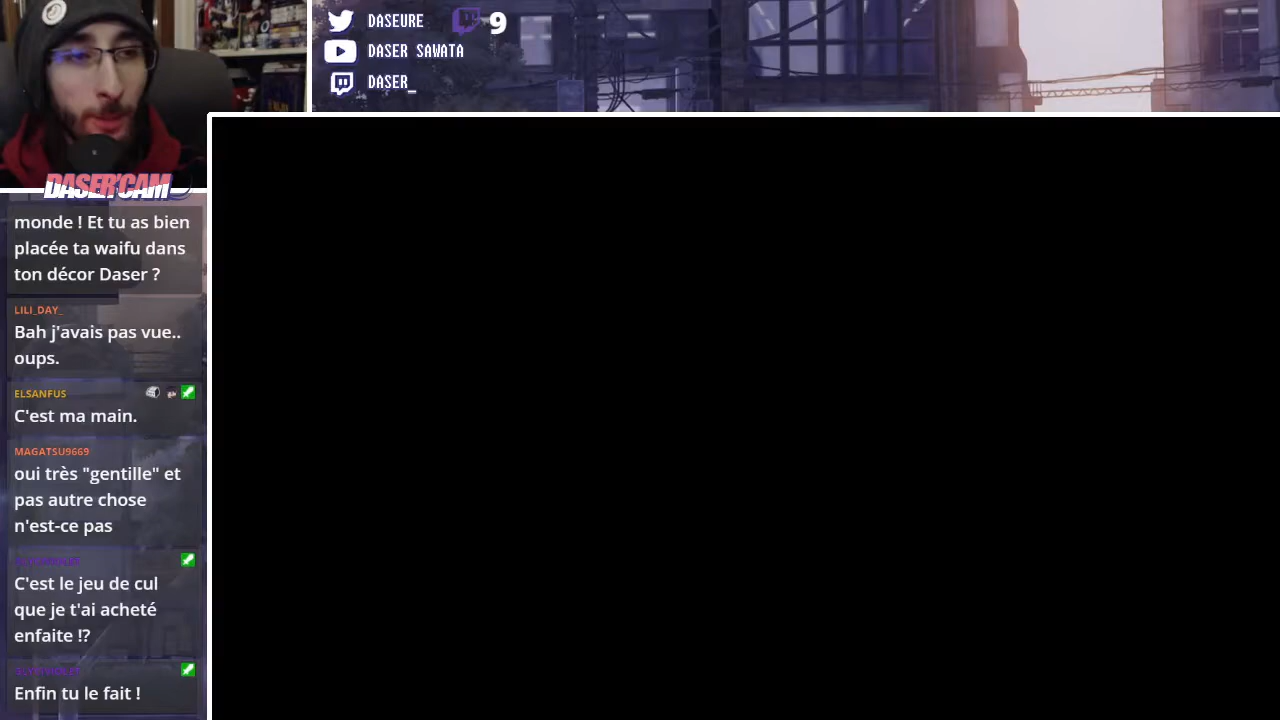 DASEURE
9
DASER SAWATA
DASER_
DASER'CAM
monde ! Et tu as bien
placée ta waifu dans
ton décor Daser ?
LILI_DAY_
Bah j'avais pas vue..
oups.
ELSANFUS
C'est ma main.
MAGATSU9669
oui très "gentille" et
pas autre chose
n'est-ce pas
C'est le jeu de cul
que je t'ai acheté
enfaite !?
Enfin tu le fait !